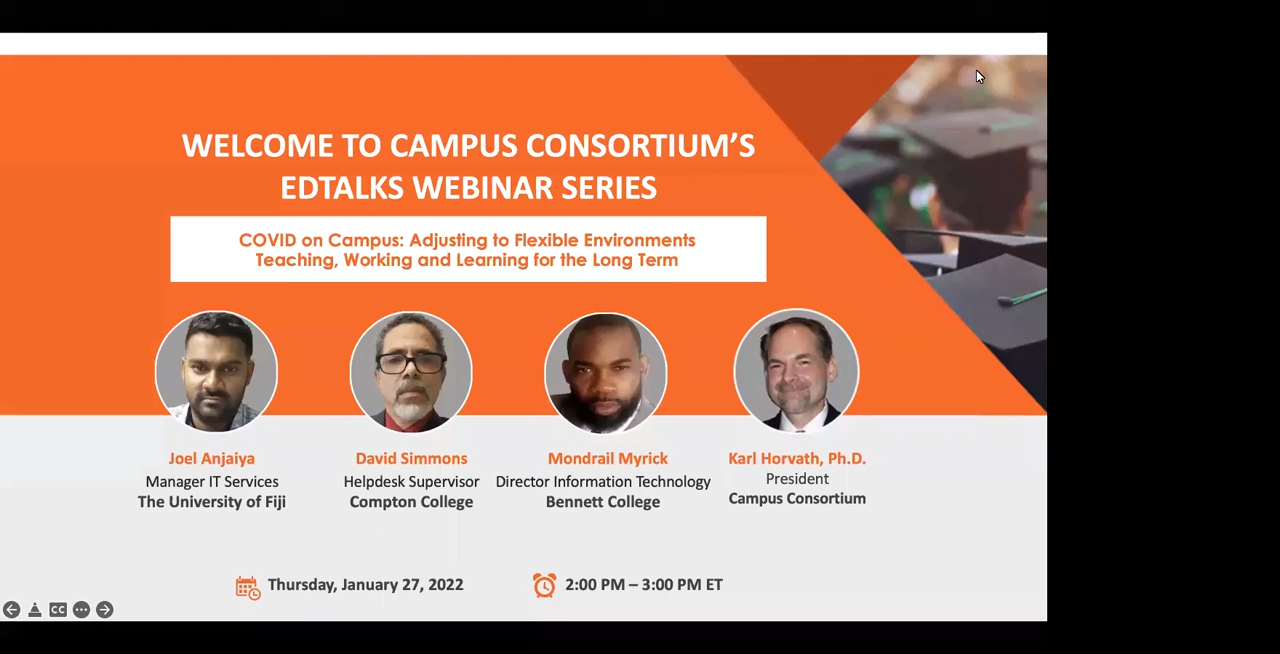 WELCOME TO CAMPUS CONSORTIUM'S
EDTALKS WEBINAR SERIES
COVID on Campus: Adjusting to Flexible Environments
Teaching, Working and Learning for the Long Term
Joel Anjaiya
Manager IT Services
The University of Fiji
David Simmons
Helpdesk Supervisor
Compton College
Mondrail Myrick
Director Information Technology
Bennett College
Karl Horvath, Ph.D.
President
Campus Consortium
Thursday, January 27, 2022
2:00 PM – 3:00 PM ET
CC